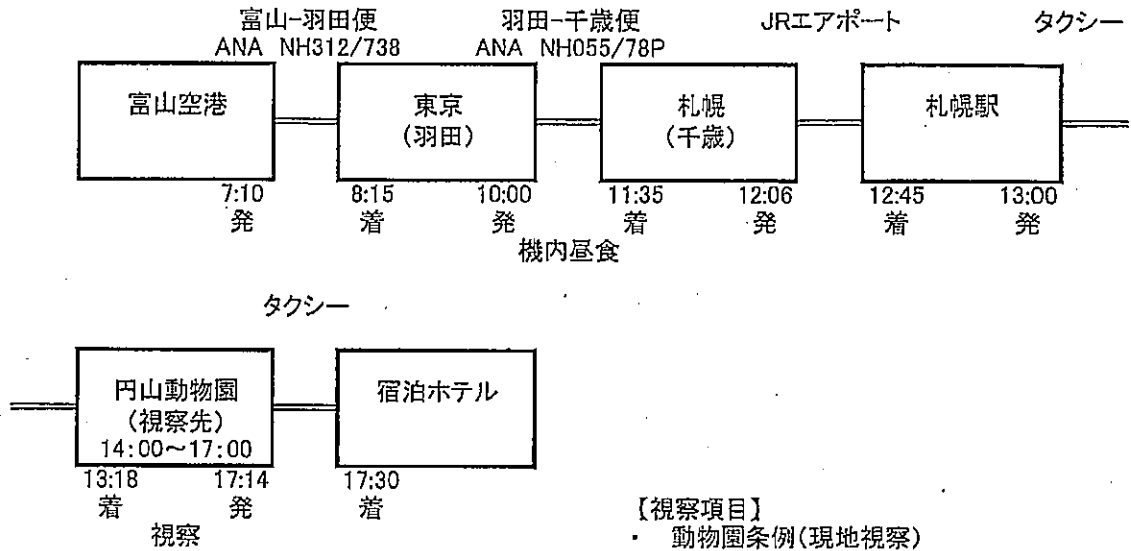 富山-羽田便 羽田-千歳便 JRエアポート タクシー
ANA NH312/738 ANA NH055/78P
富山空港 東京 札幌 札幌駅
(羽田) (千歳)
7:10 8:15 10:00 11:35 12:06 12:45 13:00
発 着 発 着 発 着 発
機内昼食
タクシー
円山動物園 宿泊ホテル
(視察先)
14:00～17:00
13:18 17:14 17:30
着 発 着
視察
【視察項目】
・ 動物園条例(現地視察)